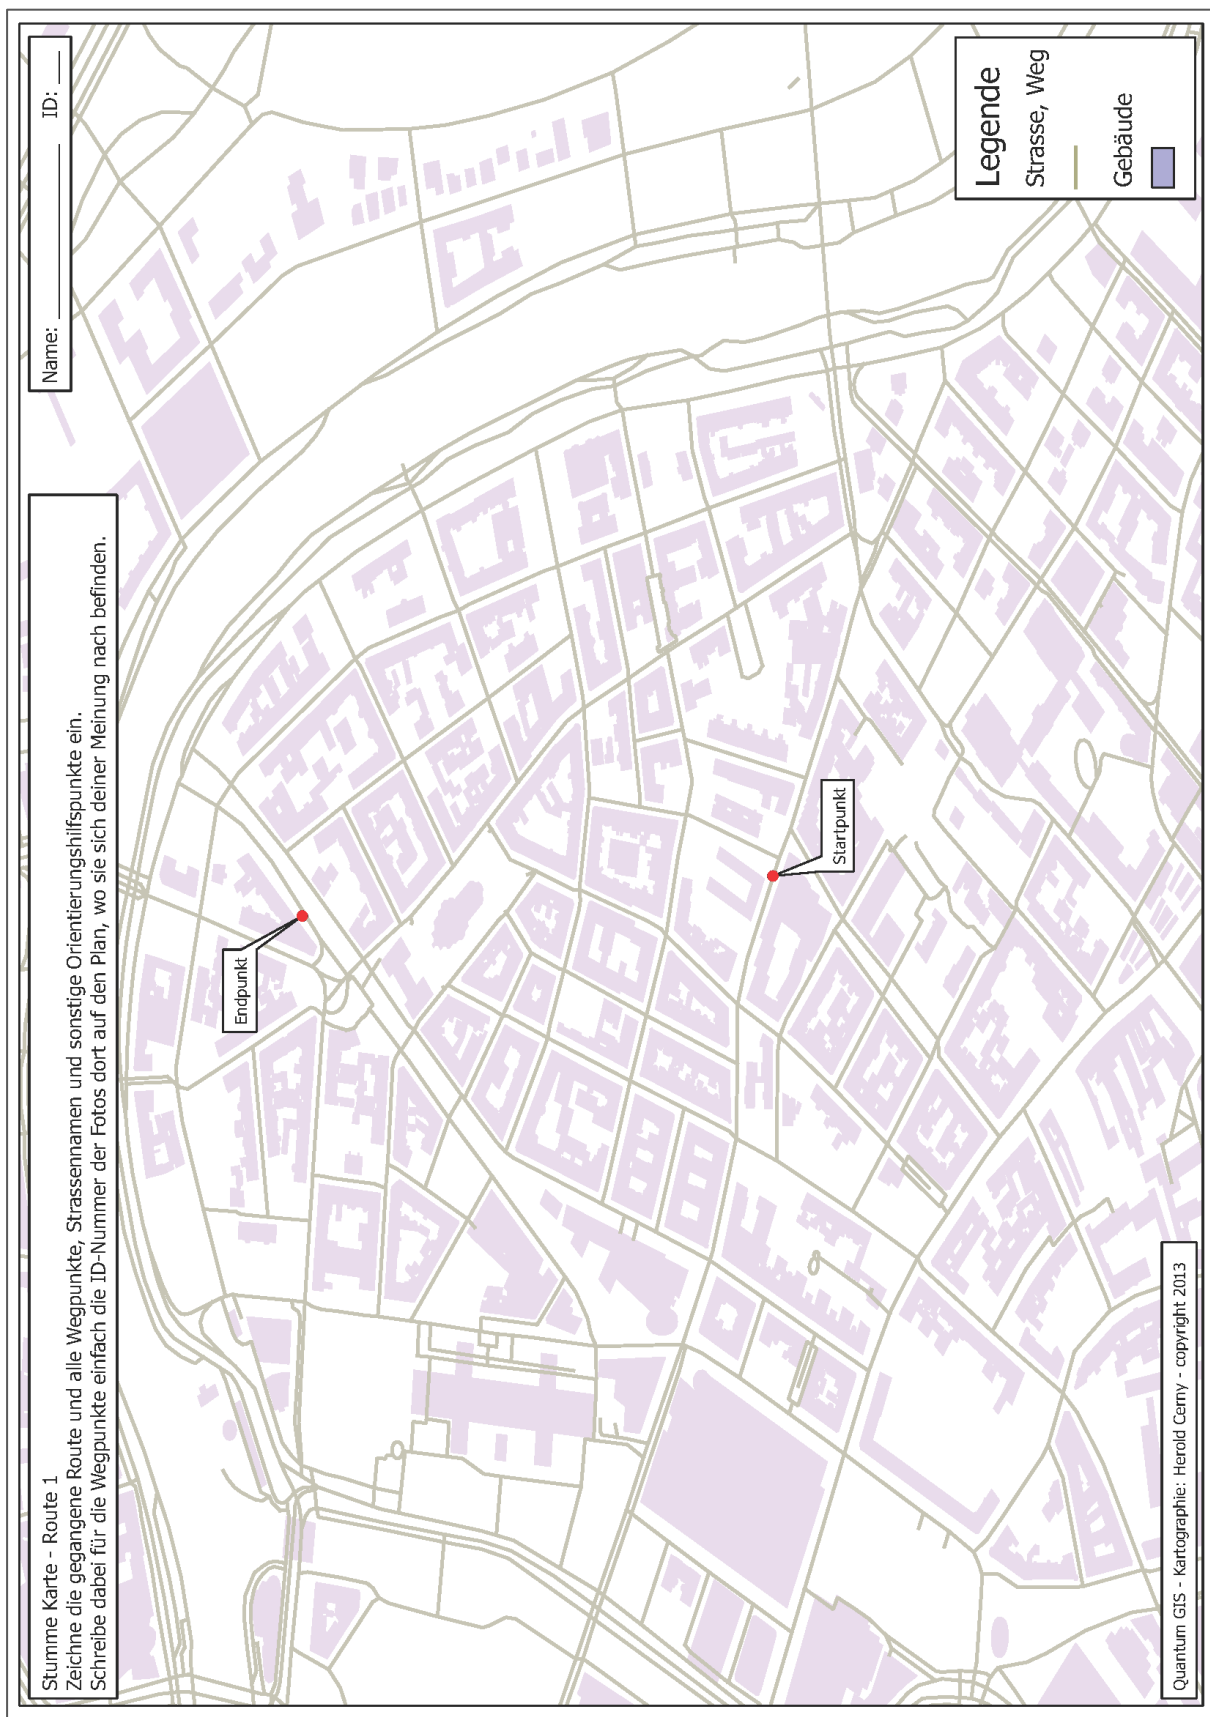 Stumme Karte - Route 1
Zeichne die gegangene Route und alle Wegpunkte, Strassennamen und sonstige Orientierungshilfspunkte ein.
Schreibe dabei für die Wegpunkte einfach die ID-Nummer der Fotos dort auf den Plan, wo sie sich deiner Meinung nach befinden.
Name: __________ ID: ___
Endpunkt
Startpunkt
Legende
Strasse, Weg
Gebäude
Quantum GIS - Kartographie: Herold Cerny - copyright 2013